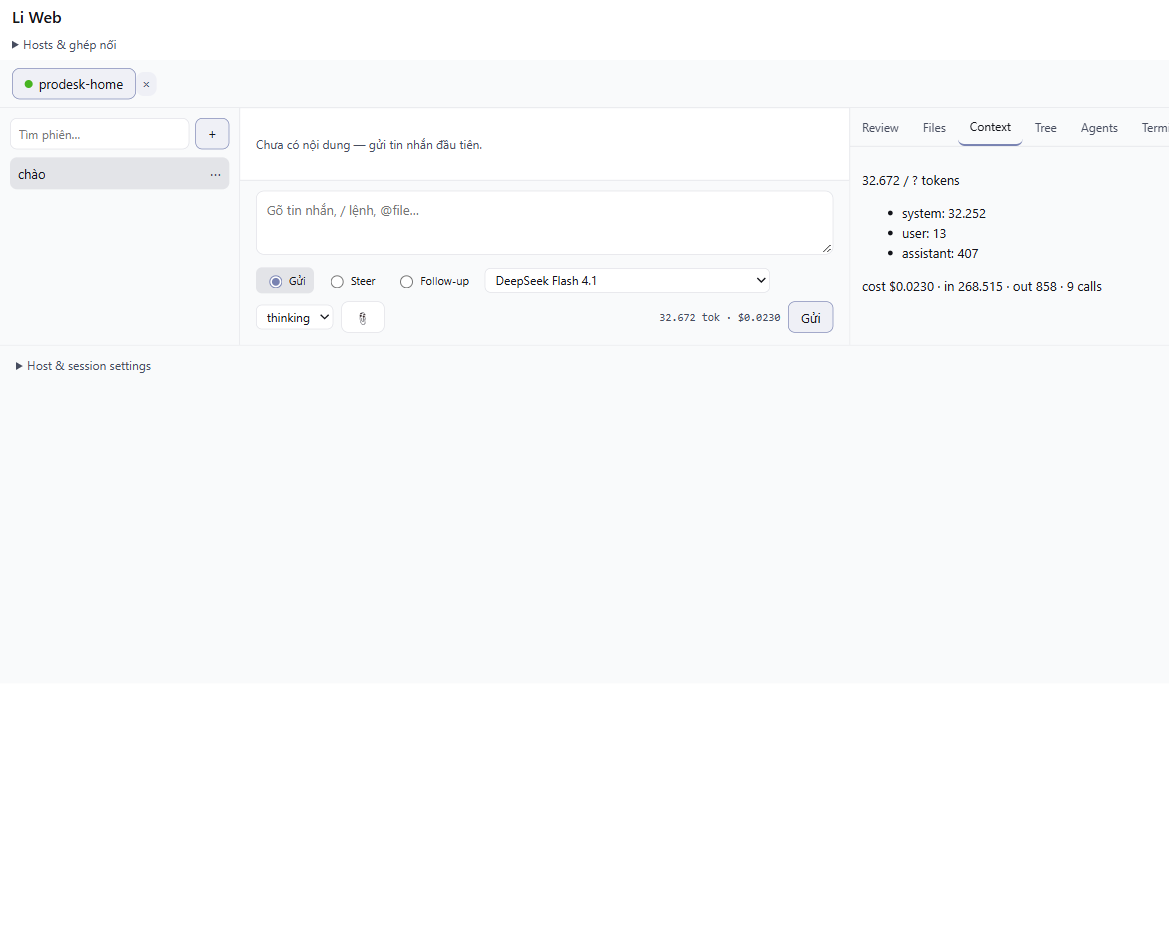 Li Web
Hosts & ghép nối
prodesk-home ×
Tìm phiên... +
chào ...
Chưa có nội dung — gửi tin nhắn đầu tiên.
Gõ tin nhắn, / lệnh, @file...
Gửi Steer Follow-up DeepSeek Flash 4.1
thinking 32.672 tok · $0.0230 Gửi
Review Files Context Tree Agents Termi
32.672 / ? tokens
system: 32.252
user: 13
assistant: 407
cost $0.0230 · in 268.515 · out 858 · 9 calls
Host & session settings